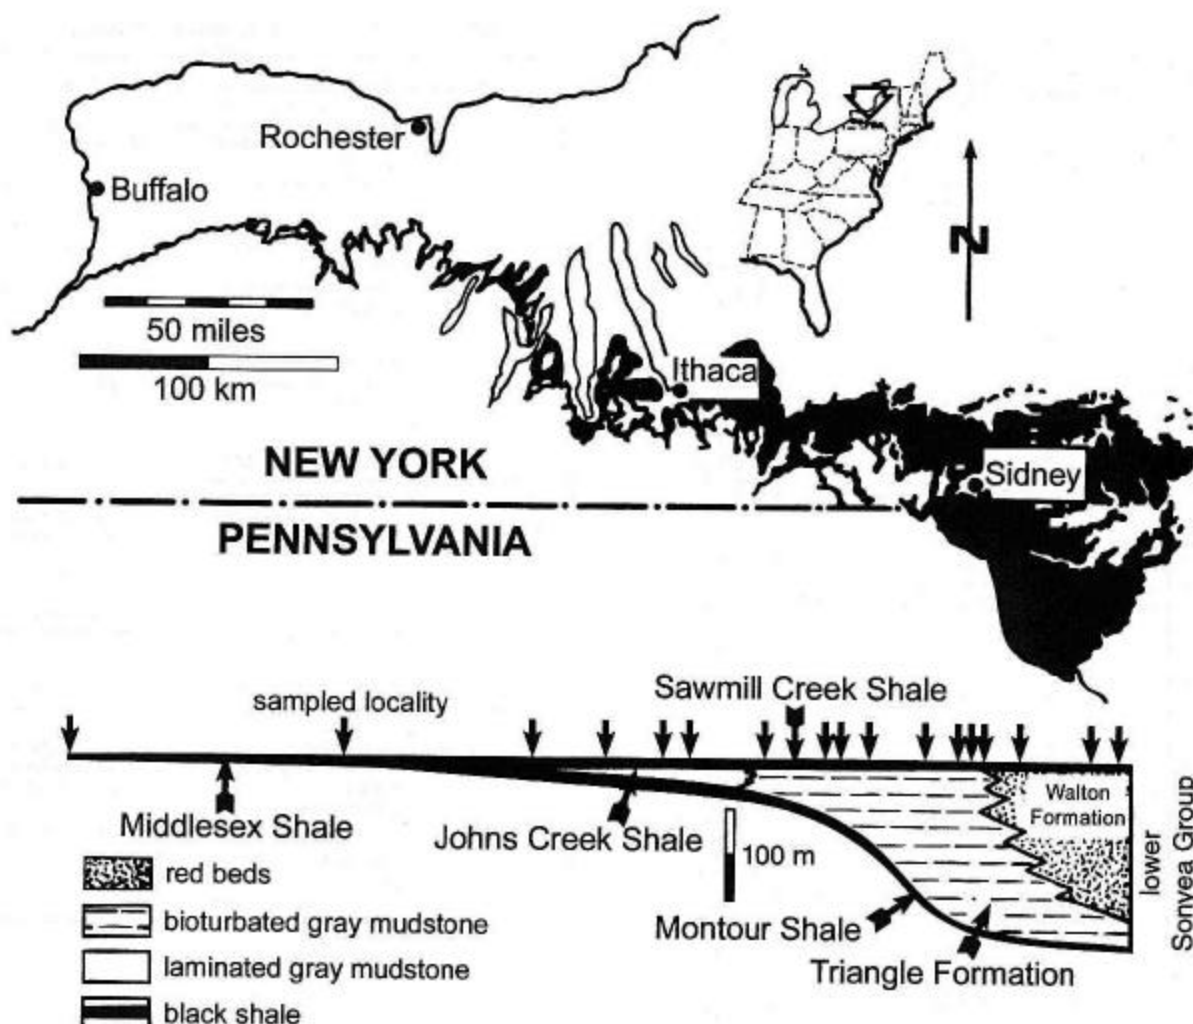 Rochester
Buffalo
N
50 miles
100 km
Ithaca
NEW YORK
Sidney
PENNSYLVANIA
Sawmill Creek Shale
sampled locality
Walton
Formation
Middlesex Shale
Johns Creek Shale
100 m
lower
Sonyea Group
red beds
bioturbated gray mudstone
Montour Shale
laminated gray mudstone
Triangle Formation
black shale